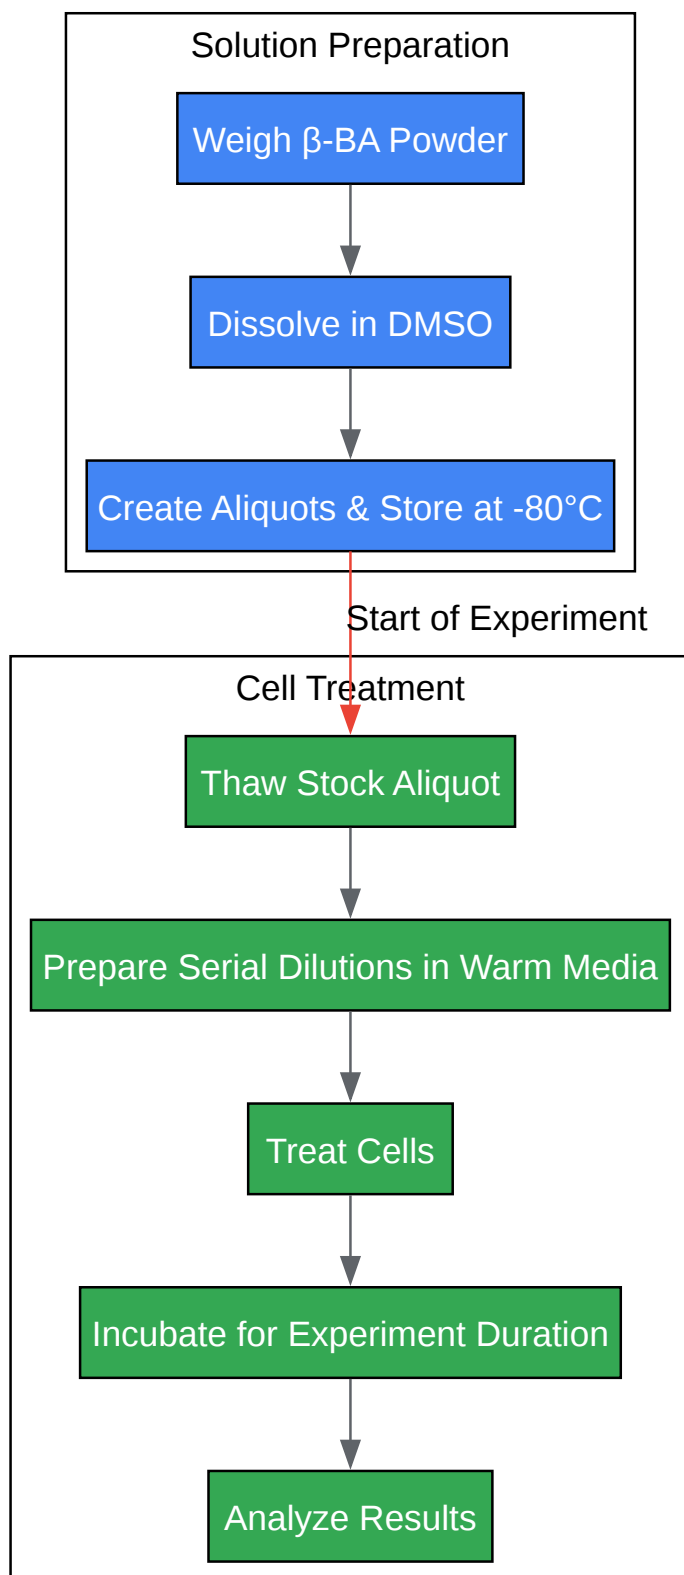 Solution Preparation
Weigh β-BA Powder
Dissolve in DMSO
Create Aliquots & Store at -80°C
Start of Experiment
Cell Treatment
Thaw Stock Aliquot
Prepare Serial Dilutions in Warm Media
Treat Cells
Incubate for Experiment Duration
Analyze Results